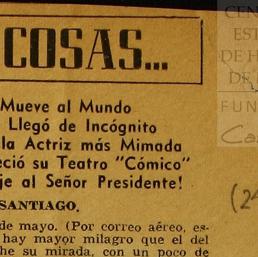 COSAS...
Mueve al Mundo
Llegó de Incógnito
la Actriz más Mimada
eció su Teatro "Cómico"
je al Señor Presidente!
SANTIAGO.
de mayo. (Por correo aéreo, es-
hay mayor milagro que el del
he su mirada, con un poco de
CEN
ES
DE H
DE
FUN
(24